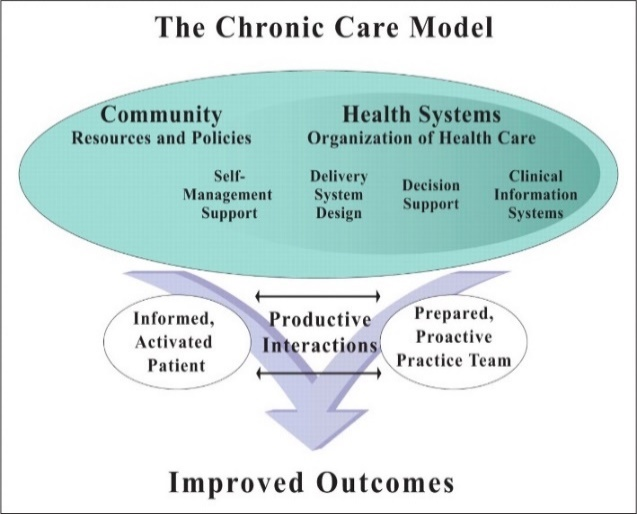 The Chronic Care Model
Community
Resources and Policies
Health Systems
Organization of Health Care
Self-
Management
Support
Delivery
System
Design
Decision
Support
Clinical
Information
Systems
Informed,
Activated
Patient
Productive
Interactions
Prepared,
Proactive
Practice Team
Improved Outcomes